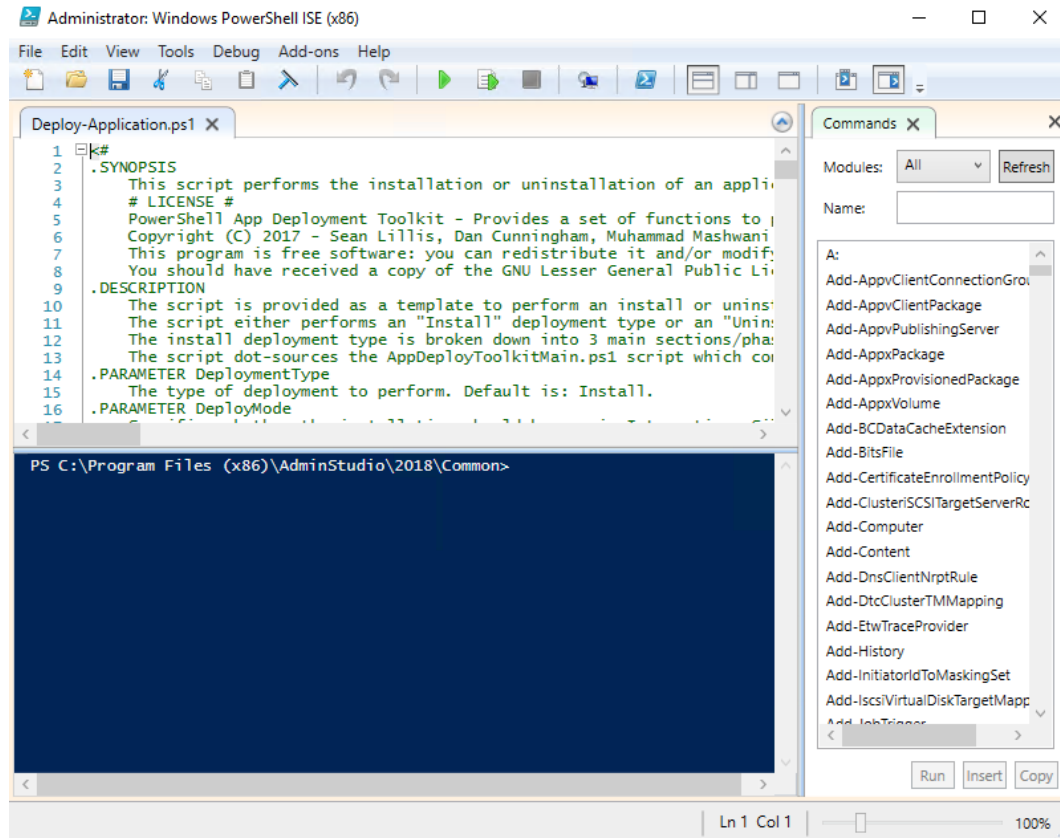 Administrator: Windows PowerShell ISE (x86)
File Edit View Tools Debug Add-ons Help
Deploy-Application.ps1
1 <#
2 .SYNOPSIS
3 This script performs the installation or uninstallation of an appli
4 # LICENSE #
5 PowerShell App Deployment Toolkit - Provides a set of functions to
6 Copyright (C) 2017 - Sean Lillis, Dan Cunningham, Muhammad Mashwani
7 This program is free software: you can redistribute it and/or modify
8 You should have received a copy of the GNU Lesser General Public Li
9 .DESCRIPTION
10 The script is provided as a template to perform an install or unins
11 The script either performs an "Install" deployment type or an "Unins
12 The install deployment type is broken down into 3 main sections/phas
13 The script dot-sources the AppDeployToolkitMain.ps1 script which con
14 .PARAMETER DeploymentType
15 The type of deployment to perform. Default is: Install.
16 .PARAMETER DeployMode
PS C:\Program Files (x86)\AdminStudio\2018\Common>
Commands
Modules: All Refresh
Name:
A:
Add-AppvClientConnectionGrou
Add-AppvClientPackage
Add-AppvPublishingServer
Add-AppxPackage
Add-AppxProvisionedPackage
Add-AppxVolume
Add-BCDataCacheExtension
Add-BitsFile
Add-CertificateEnrollmentPolicy
Add-ClusteriSCSITargetServerRo
Add-Computer
Add-Content
Add-DnsClientNrptRule
Add-DtcClusterTMMapping
Add-EtwTraceProvider
Add-History
Add-InitiatorIdToMaskingSet
Add-IscsiVirtualDiskTargetMapp
Add-JobTrigger
Run Insert Copy
Ln 1 Col 1 100%